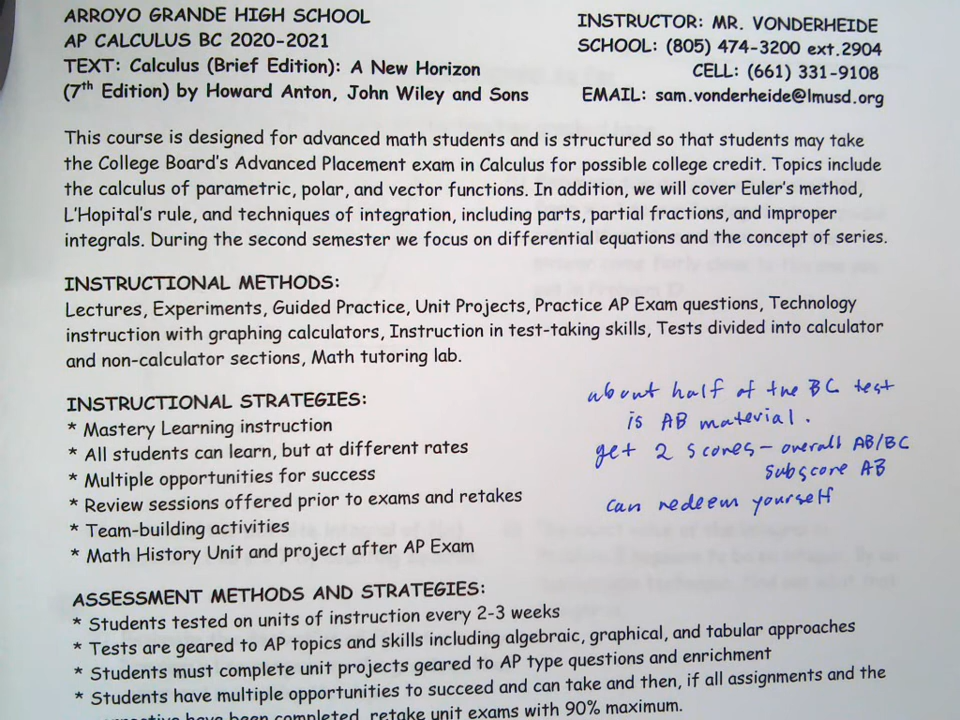 ARROYO GRANDE HIGH SCHOOL
AP CALCULUS BC 2020-2021
TEXT: Calculus (Brief Edition): A New Horizon
(7th Edition) by Howard Anton, John Wiley and Sons
INSTRUCTOR: MR. VONDERHEIDE
SCHOOL: (805) 474-3200 ext.2904
CELL: (661) 331-9108
EMAIL: sam.vonderheide@lmusd.org
This course is designed for advanced math students and is structured so that students may take
the College Board's Advanced Placement exam in Calculus for possible college credit. Topics include
the calculus of parametric, polar, and vector functions. In addition, we will cover Euler's method,
L'Hopital's rule, and techniques of integration, including parts, partial fractions, and improper
integrals. During the second semester we focus on differential equations and the concept of series.
INSTRUCTIONAL METHODS:
Lectures, Experiments, Guided Practice, Unit Projects, Practice AP Exam questions, Technology
instruction with graphing calculators, Instruction in test-taking skills, Tests divided into calculator
and non-calculator sections, Math tutoring lab.
INSTRUCTIONAL STRATEGIES:
* Mastery Learning instruction
* All students can learn, but at different rates
* Multiple opportunities for success
* Review sessions offered prior to exams and retakes
* Team-building activities
* Math History Unit and project after AP Exam
about half of the BC test
is AB material.
get 2 scores - overall AB/BC
subscore AB
can redeem yourself
ASSESSMENT METHODS AND STRATEGIES:
* Students tested on units of instruction every 2-3 weeks
* Tests are geared to AP topics and skills including algebraic, graphical, and tabular approaches
* Students must complete unit projects geared to AP type questions and enrichment
* Students have multiple opportunities to succeed and can take and then, if all assignments and the
have been completed, retake unit exams with 90% maximum.